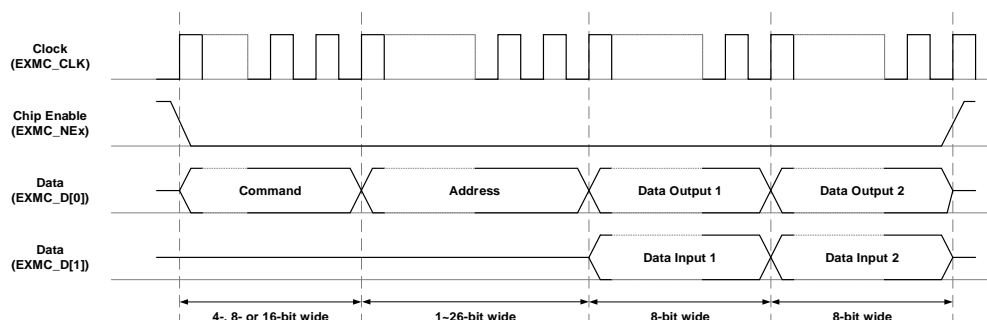 Clock
(EXMC_CLK)
Chip Enable
(EXMC_NEx)
Data
(EXMC_D[0])
Command
Address
Data Output 1
Data Output 2
Data
(EXMC_D[1])
Data Input 1
Data Input 2
4-, 8- or 16-bit wide
1~26-bit wide
8-bit wide
8-bit wide